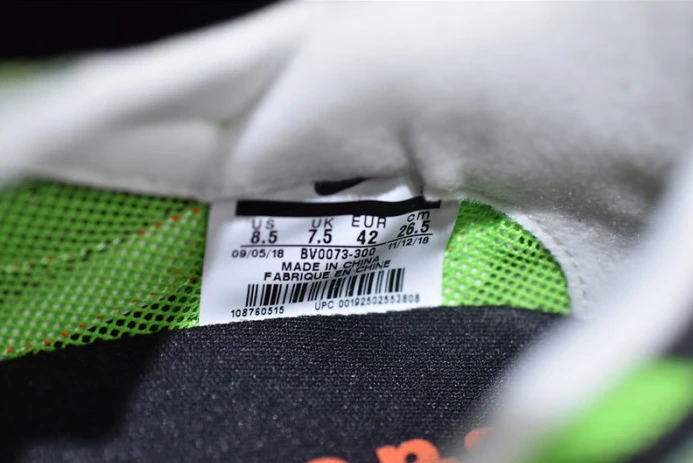 US UK EUR cm
8.5 7.5 42 26.5
09/05/18 BV0073-300 11/12/18
MADE IN CHINA
FABRIQUE EN CHINE
108760515 UPC 00192502553808